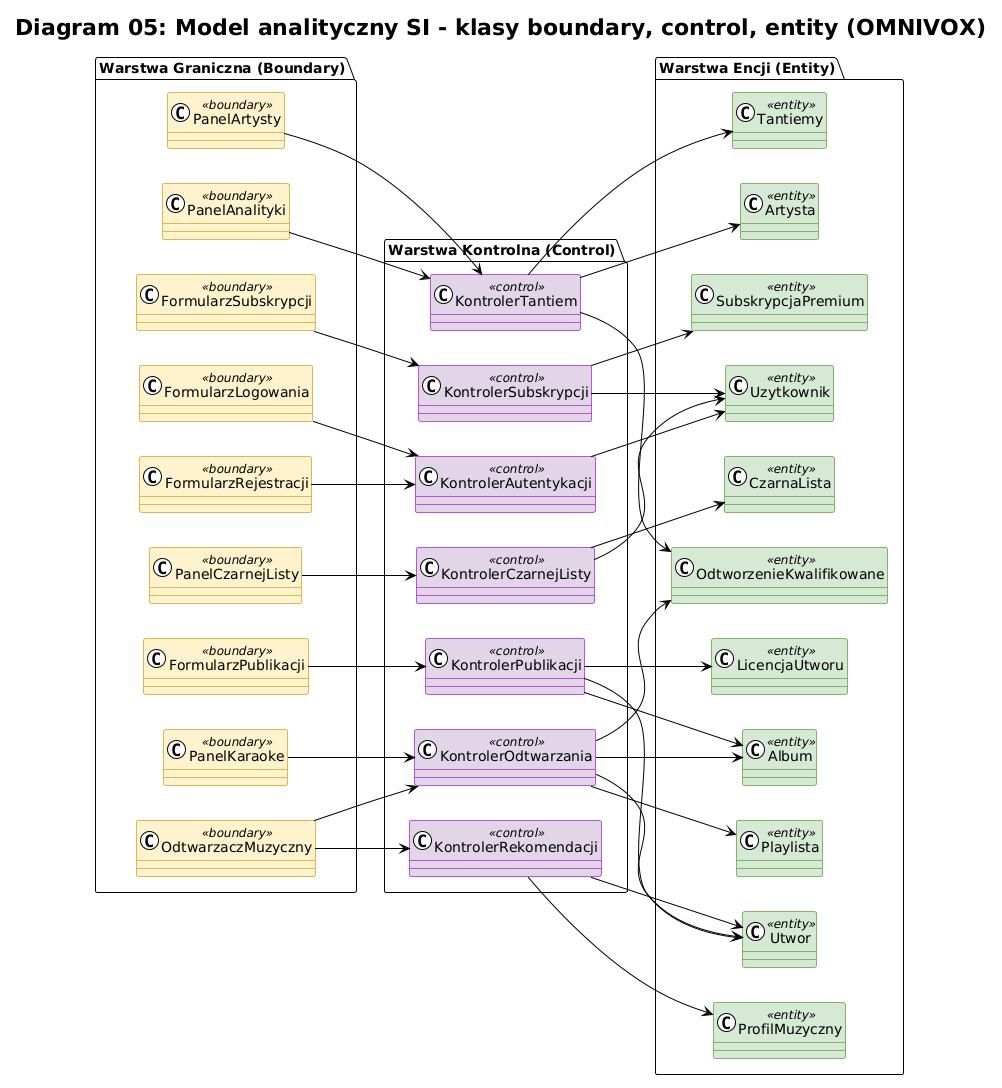 Diagram 05: Model analityczny SI - klasy boundary, control, entity (OMNIVOX)
Warstwa Graniczna (Boundary)
C
«boundary»
PanelArtysty
C
«boundary»
PanelAnalityki
C
«boundary»
FormularzSubskrypcji
C
«boundary»
FormularzLogowania
C
«boundary»
FormularzRejestracji
C
«boundary»
PanelCzarnejListy
C
«boundary»
FormularzPublikacji
C
«boundary»
PanelKaraoke
C
«boundary»
OdtwarzaczMuzyczny
Warstwa Kontrolna (Control)
C
«control»
KontrolerTantiem
C
«control»
KontrolerSubskrypcji
C
«control»
KontrolerAutentykacji
C
«control»
KontrolerCzarnejListy
C
«control»
KontrolerPublikacji
C
«control»
KontrolerOdtwarzania
C
«control»
KontrolerRekomendacji
Warstwa Encji (Entity)
C
«entity»
Tantiemy
C
«entity»
Artysta
C
«entity»
SubskrypcjaPremium
C
«entity»
Uzytkownik
C
«entity»
CzarnaLista
C
«entity»
OdtworzenieKwalifikowane
C
«entity»
LicencjaUtworu
C
«entity»
Album
C
«entity»
Playlista
C
«entity»
Utwor
C
«entity»
ProfilMuzyczny